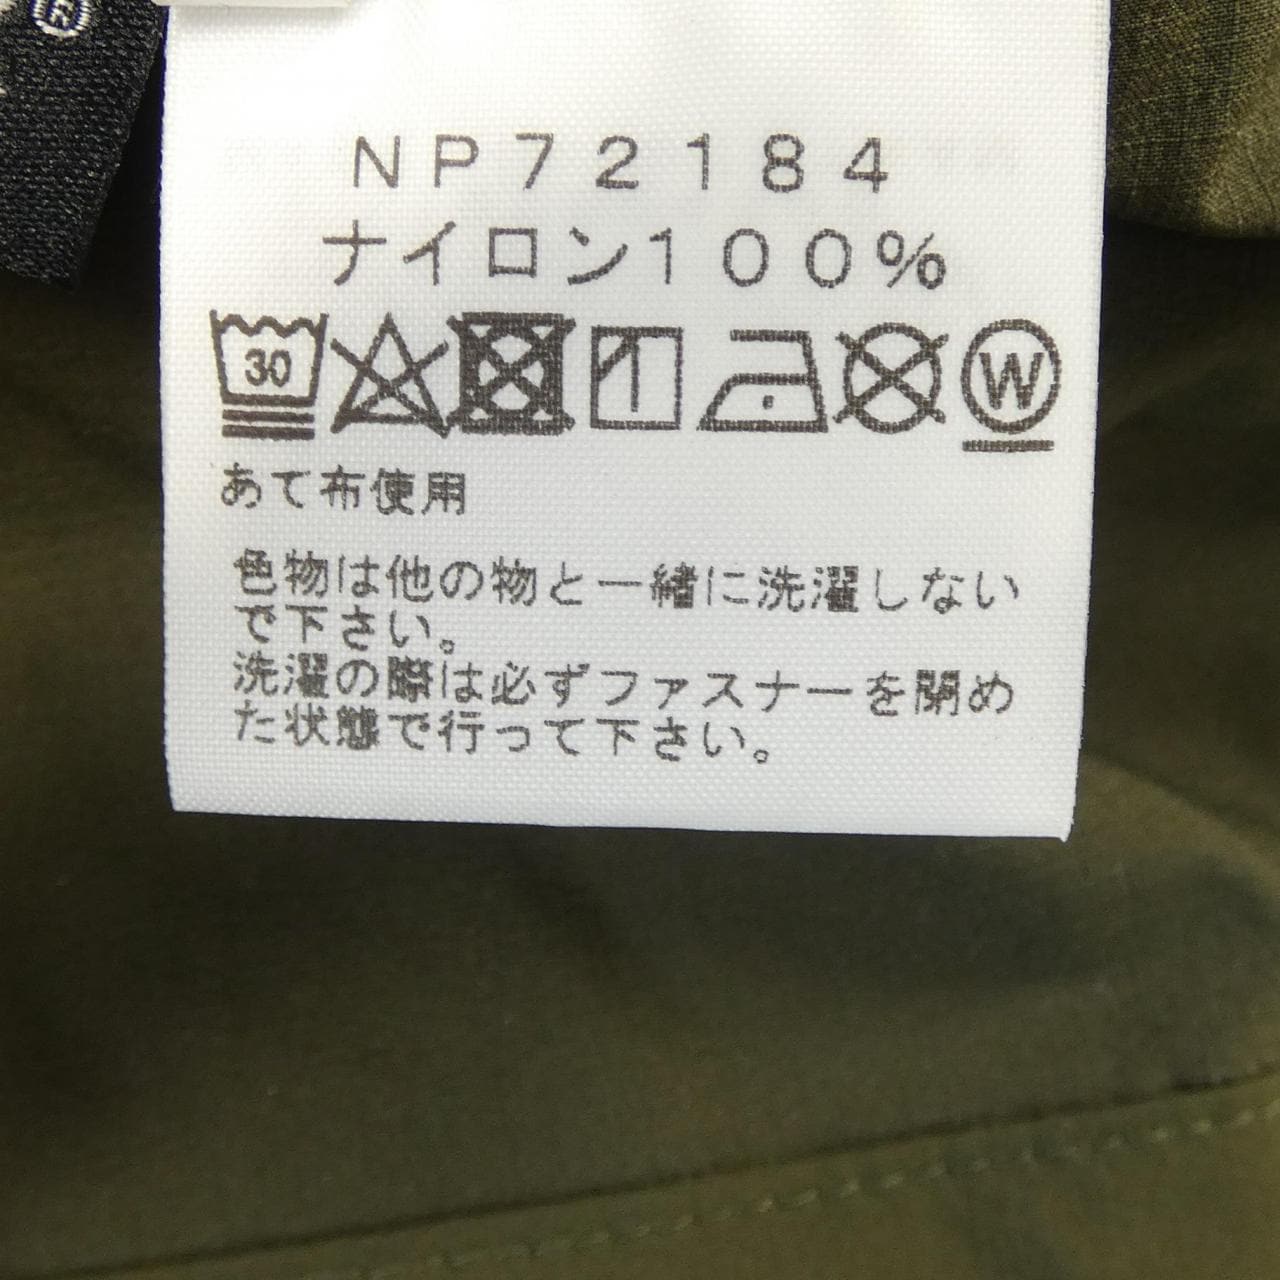 NP72184
ナイロン100%
30
W
あて布使用
色物は他の物と一緒に洗濯しない
で下さい。
洗濯の際は必ずファスナーを閉め
た状態で行って下さい。